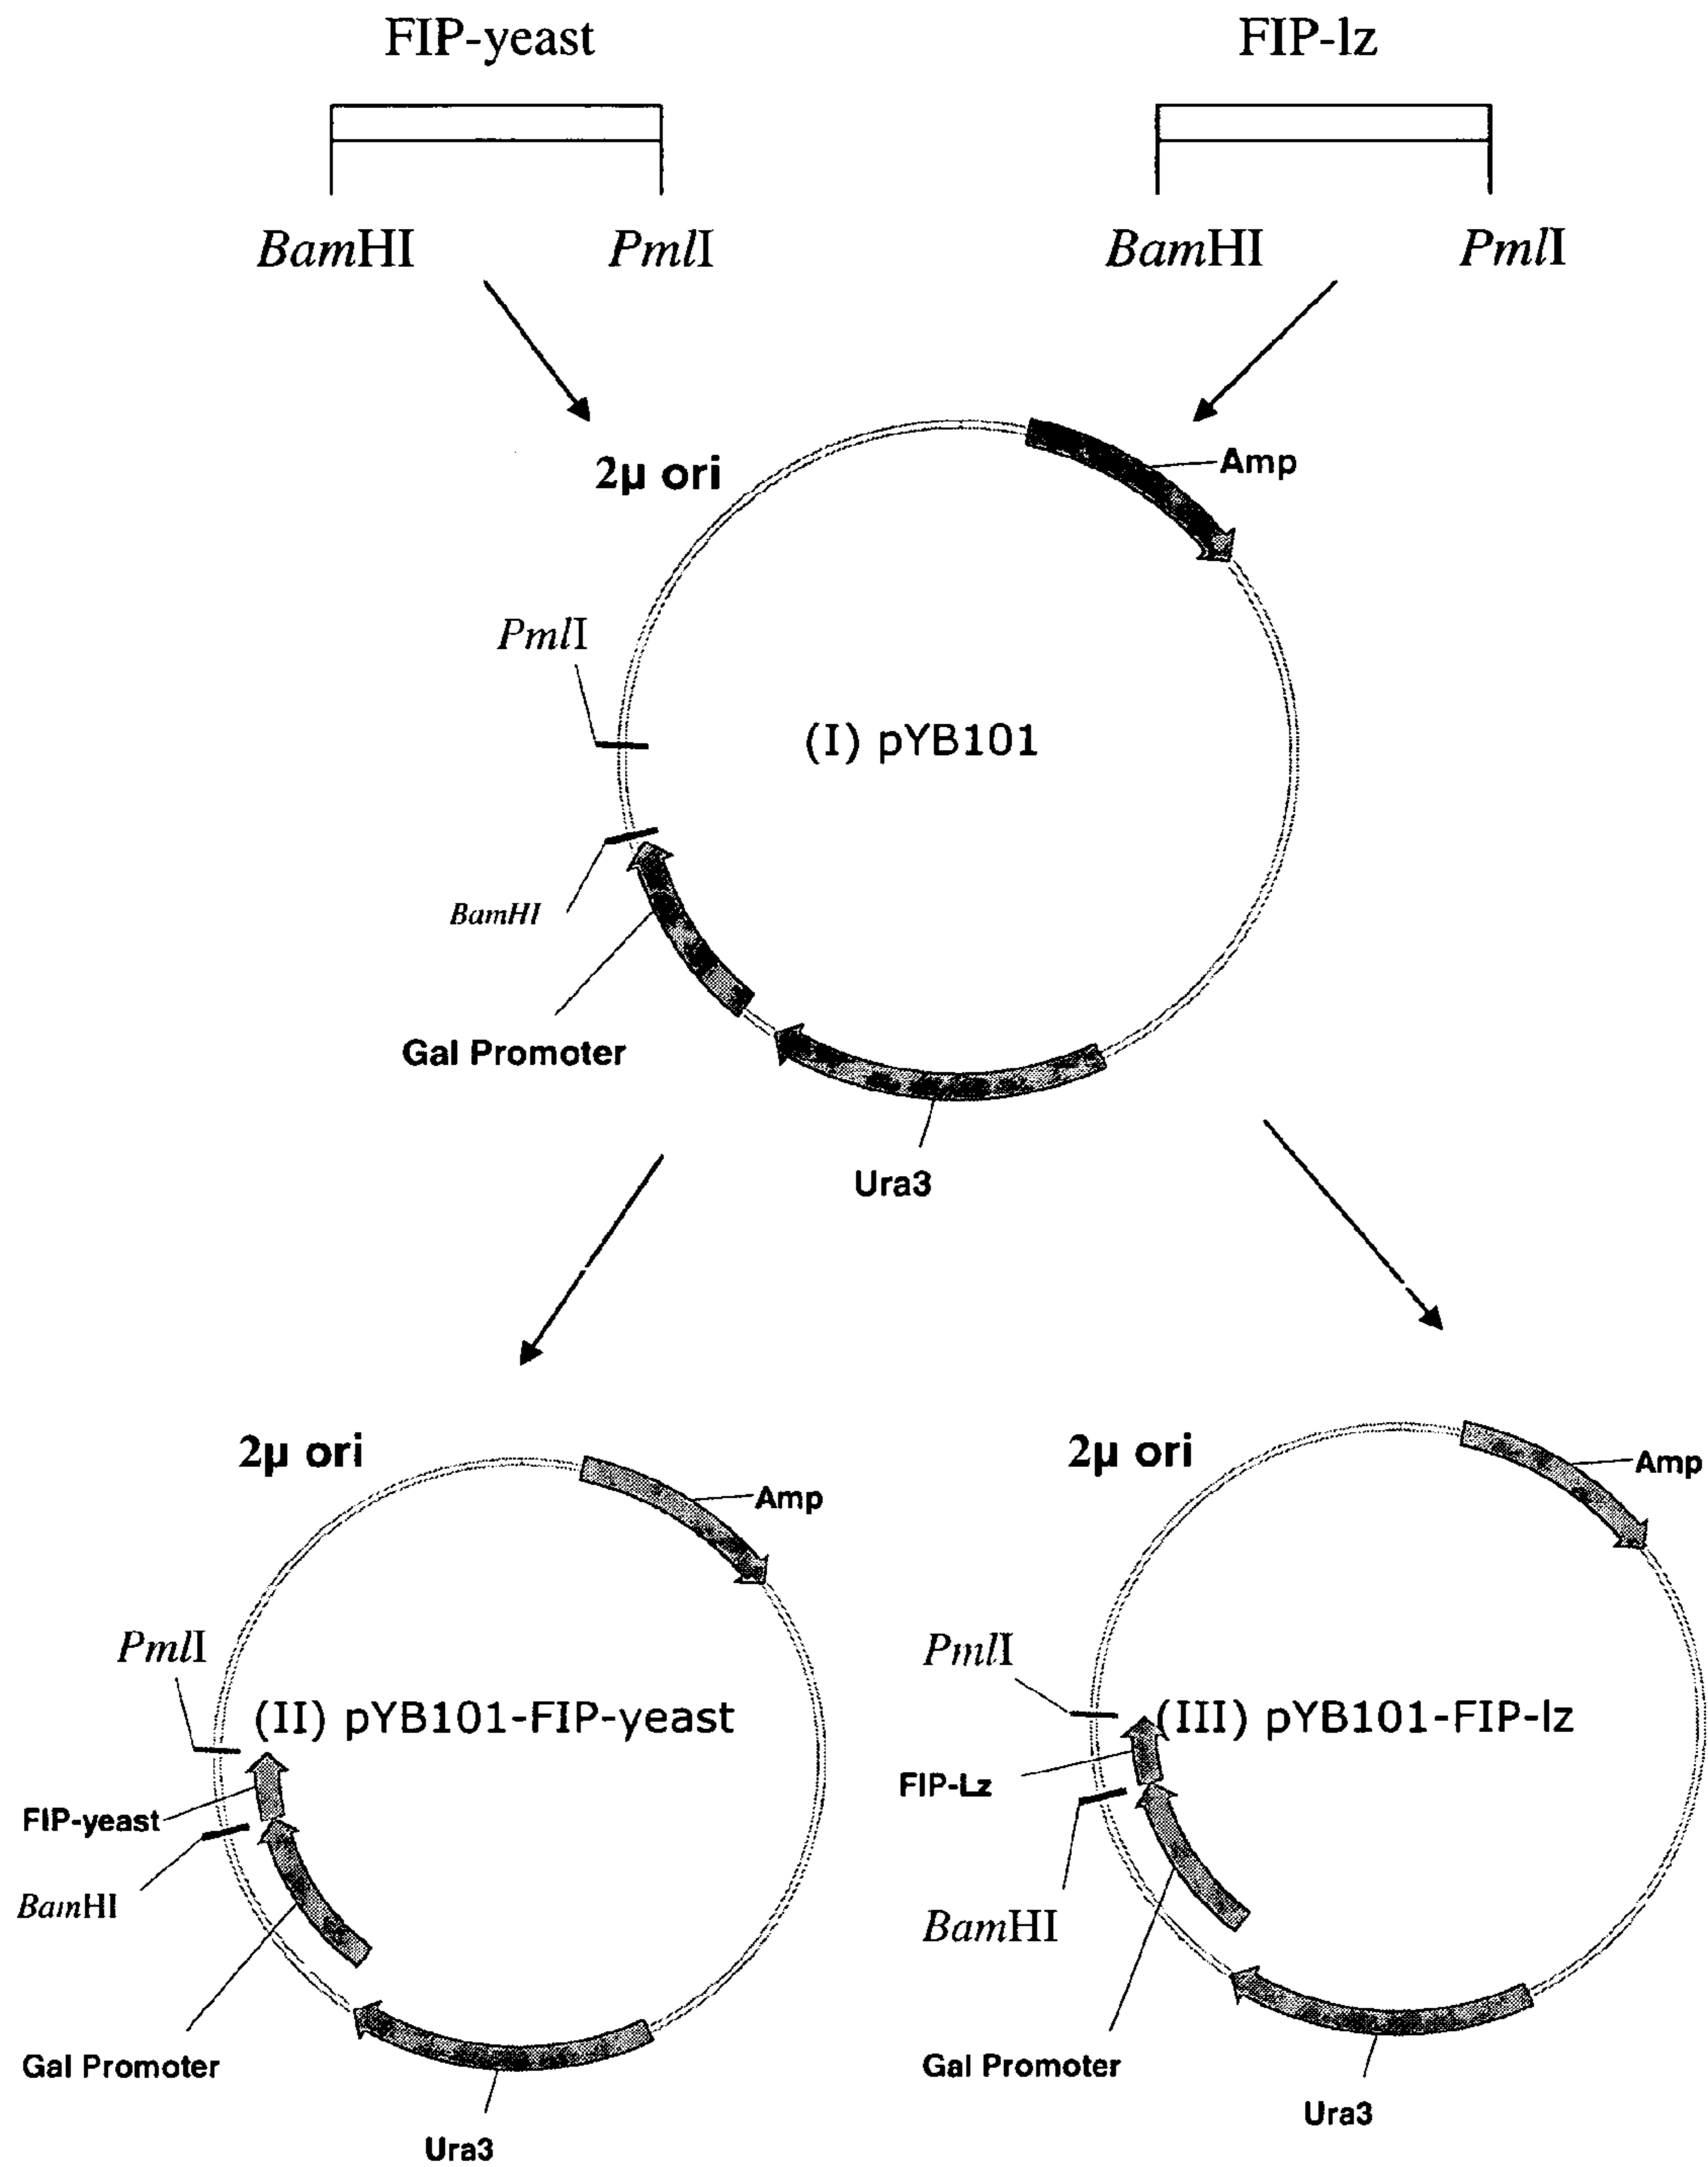 FIP-yeast
FIP-lz
BamHI
PmlI
BamHI
PmlI
2µ ori
Amp
PmlI
(I) pYB101
BamHI
Gal Promoter
Ura3
2µ ori
Amp
PmlI
(II) pYB101-FIP-yeast
FIP-yeast
BamHI
Gal Promoter
Ura3
2µ ori
Amp
PmlI
(III) pYB101-FIP-lz
FIP-Lz
BamHI
Gal Promoter
Ura3